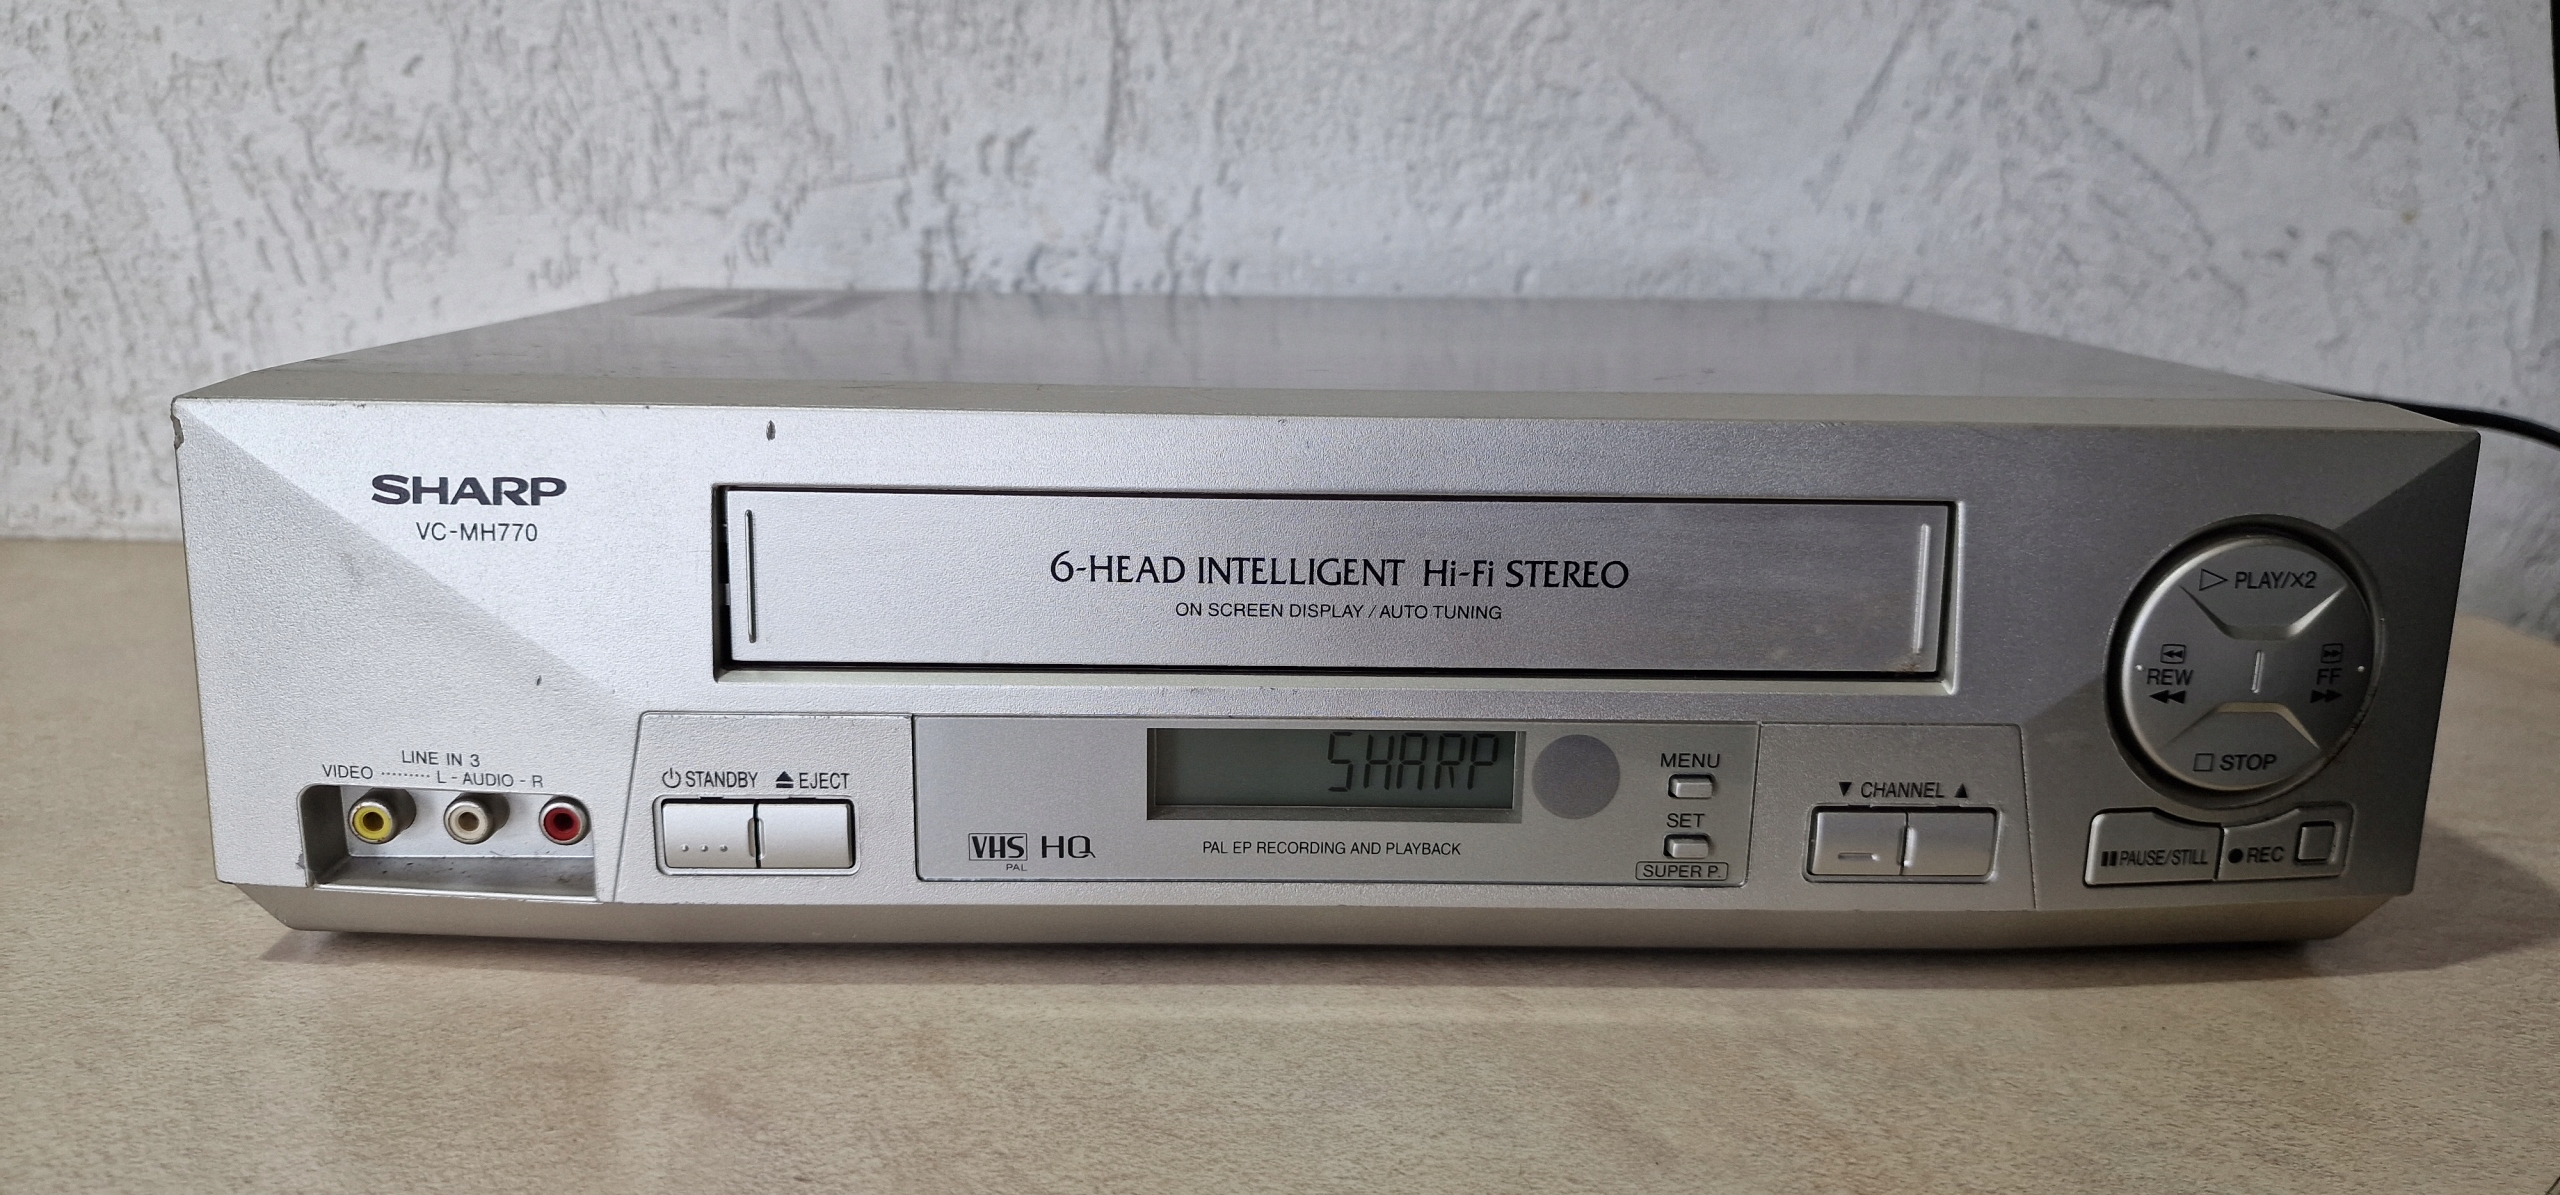 SHARP
VC-MH770
6-HEAD INTELLIGENT Hi-Fi STEREO
ON SCREEN DISPLAY / AUTO TUNING
▷ PLAY/X2
REW
FF
□ STOP
LINE IN 3
VIDEO ········· L - AUDIO - R
⏻ STANDBY ⏏ EJECT
SHARP
MENU
SET
SUPER P.
VHS HQ
PAL
PAL EP RECORDING AND PLAYBACK
▼ CHANNEL ▲
▮▮ PAUSE/STILL
● REC